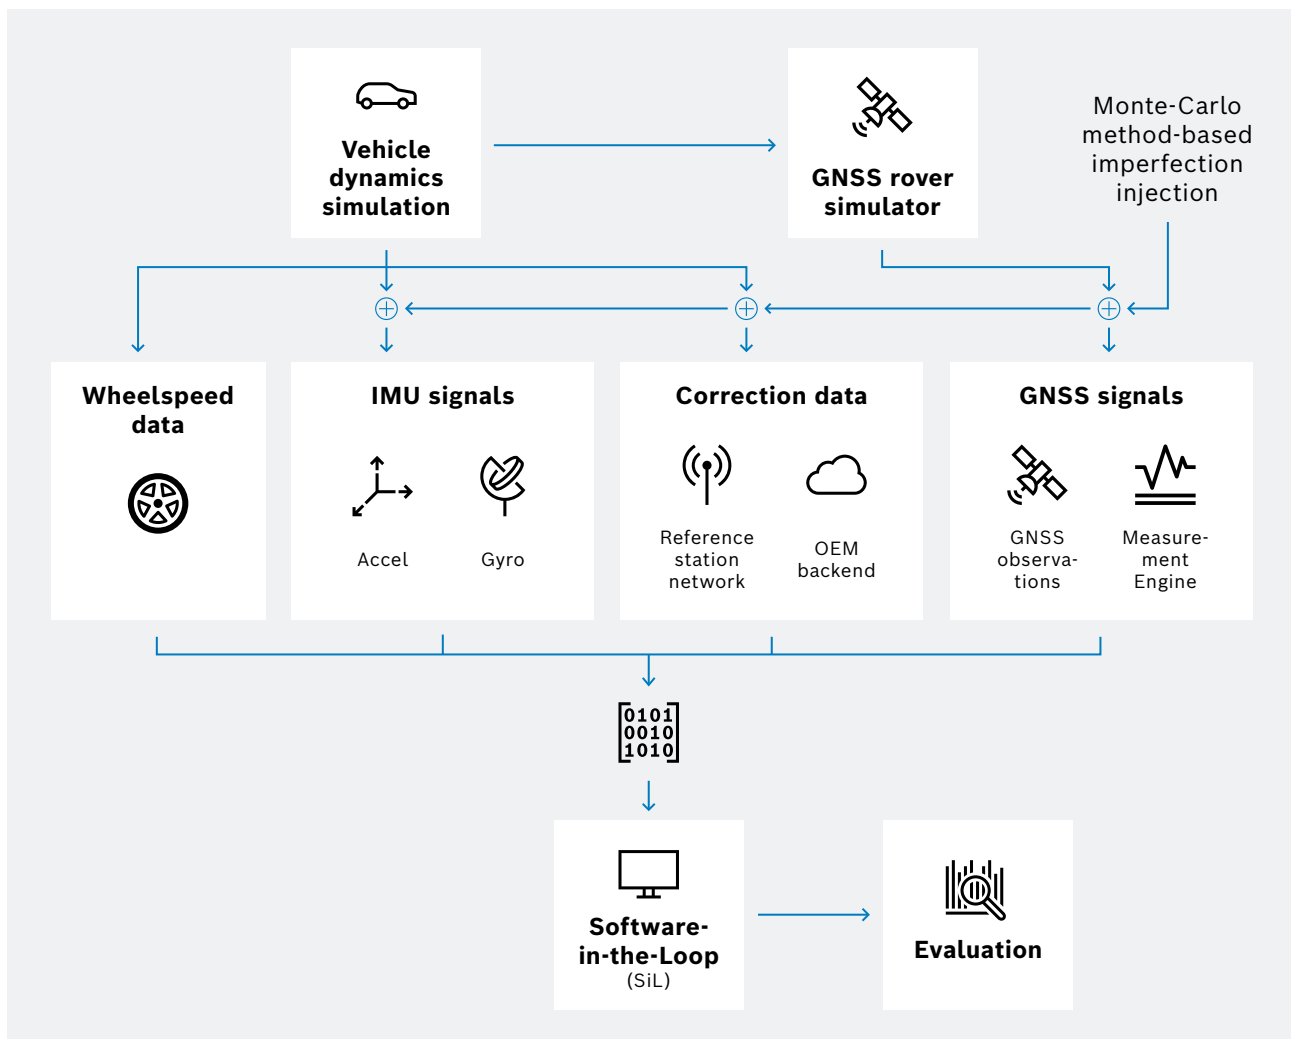 Vehicle
dynamics
simulation
GNSS rover
simulator
Monte-Carlo
method-based
imperfection
injection
Wheelspeed
data
IMU signals
Accel
Gyro
Correction data
Reference
station
network
OEM
backend
GNSS signals
GNSS
observa-
tions
Measure-
ment
Engine
0101
0010
1010
Software-
in-the-Loop
(SiL)
Evaluation